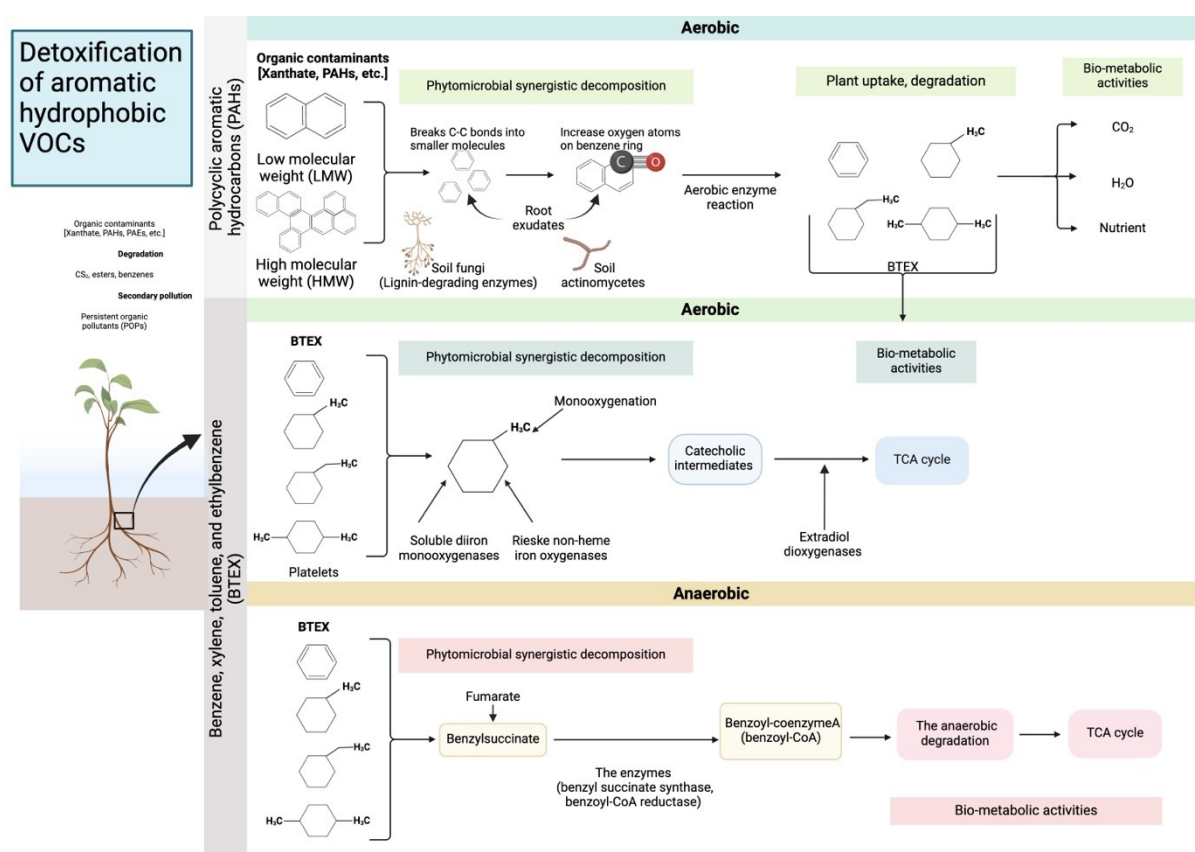 Detoxification
of aromatic
hydrophobic
VOCs
Organic contaminants
[Xanthate, PAHs, PAEs, etc.]
Degradation
CS₂, esters, benzenes
Secondary pollution
Persistent organic
pollutants (POPs)
Polycyclic aromatic
hydrocarbons (PAHs)
Aerobic
Organic contaminants
[Xanthate, PAHs, etc.]
Low molecular
weight (LMW)
High molecular
weight (HMW)
Phytomicrobial synergistic decomposition
Breaks C-C bonds into
smaller molecules
Increase oxygen atoms
on benzene ring
C
O
Root
exudates
Soil fungi
(Lignin-degrading enzymes)
Soil
actinomycetes
Aerobic enzyme
reaction
Plant uptake, degradation
H₃C
H₃C
H₃C
H₃C
BTEX
Bio-metabolic
activities
CO₂
H₂O
Nutrient
Benzene, xylene, toluene, and ethylbenzene
(BTEX)
Aerobic
BTEX
H₃C
H₃C
H₃C
H₃C
Platelets
Phytomicrobial synergistic decomposition
H₃C
Monooxygenation
Soluble diiron
monooxygenases
Rieske non-heme
iron oxygenases
Catecholic
intermediates
Extradiol
dioxygenases
Bio-metabolic
activities
TCA cycle
Anaerobic
BTEX
H₃C
H₃C
H₃C
H₃C
Phytomicrobial synergistic decomposition
Fumarate
Benzylsuccinate
The enzymes
(benzyl succinate synthase,
benzoyl-CoA reductase)
Benzoyl-coenzymeA
(benzoyl-CoA)
The anaerobic
degradation
TCA cycle
Bio-metabolic activities